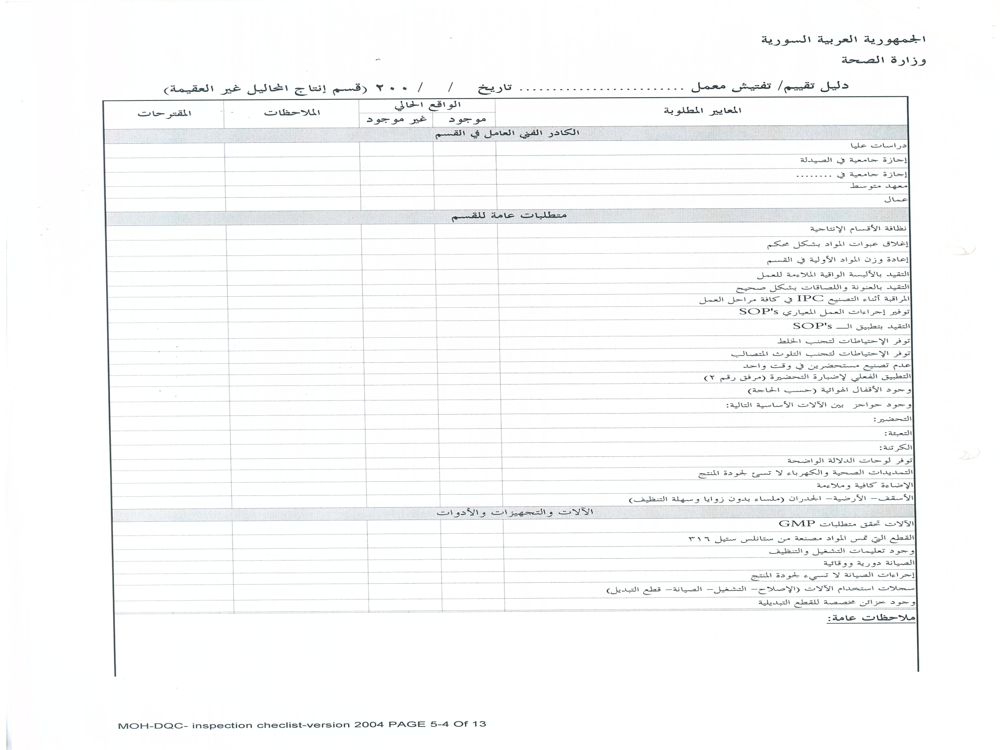 الجمهورية العربية السورية
وزارة الصحة
دليل تقييم/ تفتيش معمل ......................... تاريخ / / ٢٠٠ (قسم إنتاج المحاليل غير العقيمة)
المعايير المطلوبة الواقع الحالي الملاحظات المقترحات
موجود غير موجود
الكادر الفني العامل في القسم
دراسات عليا
إجازة جامعية في الصيدلة
إجازة جامعية في ........
معهد متوسط
عمال
متطلبات عامة للقسم
نظافة الأقسام الإنتاجية
إغلاق عبوات المواد بشكل محكم
إعادة وزن المواد الأولية في القسم
التقيد بالألبسة الواقية الملاءمة للعمل
التقيد بالعنونة واللصاقات بشكل صحيح
المراقبة أثناء التصنيع IPC في كافة مراحل العمل
توفير إجراءات العمل المعياري SOP's
التقيد بتطبيق الـــ SOP's
توفر الإحتياطات لتجنب الخلط
توفر الإحتياطات لتجنب التلوث المتصالب
عدم تصنيع مستحضرين في وقت واحد
التطبيق الفعلي لإضبارة التحضيرة (مرفق رقم ٢)
وجود الأقفال الهوائية (حسب الحاجة)
وجود حواجز بين الآلات الأساسية التالية:
التحضير:
التعبئة:
الكرتنة:
توفر لوحات الدلالة الواضحة
التمديدات الصحية والكهرباء لا تسئ لجودة المنتج
الإضاءة كافية وملاءمة
الأسقف– الأرضية– الجدران (ملساء بدون زوايا وسهلة التنظيف)
الآلات والتجهيزات والأدوات
الآلات تحقق متطلبات GMP
القطع التي تمس المواد مصنعة من ستانلس ستيل ٣١٦
وجود تعليمات التشغيل والتنظيف
الصيانة دورية ووقائية
إجراءات الصيانة لا تسيء لجودة المنتج
سجلات استخدام الآلات (الإصلاح– التشغيل– الصيانة– قطع التبديل)
وجود خزائن مخصصة للقطع التبديلية
ملاحظات عامة:
MOH-DQC- inspection checlist-version 2004 PAGE 5-4 Of 13